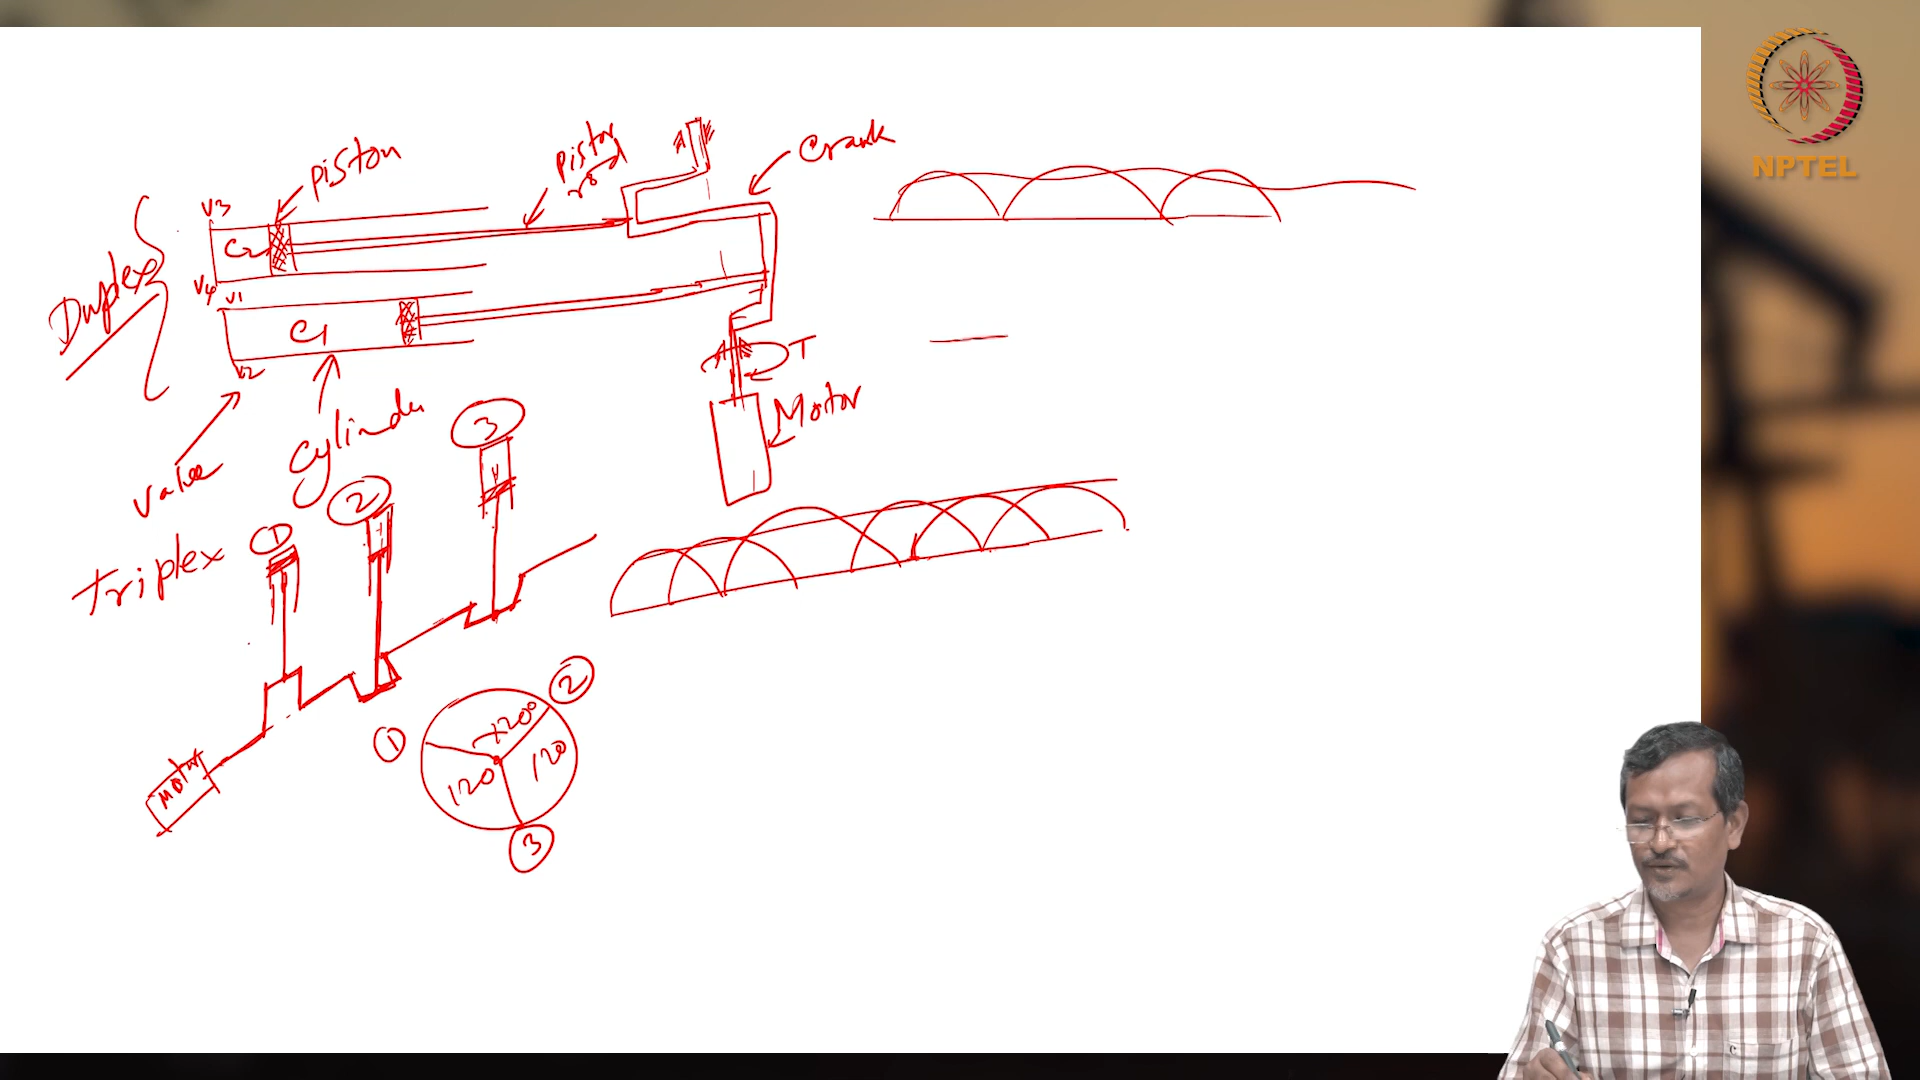 piston
piston
rod
Crank
NPTEL
V3
C2
Duplex
V4
V1
C1
V2
T
Motor
cylinder
valve
3
2
1
triplex
2
120°
1
120
120
Motor
3